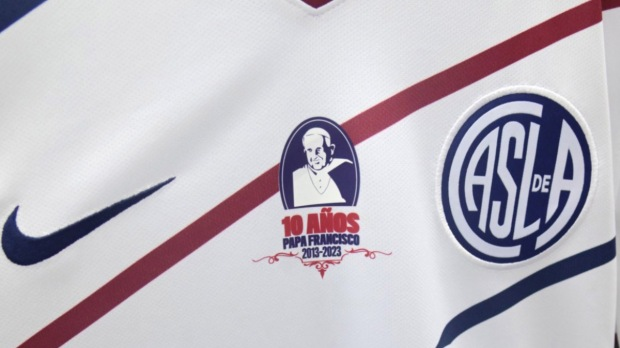 10 AÑOS
PAPA FRANCISCO
2013-2023
CASLA
DE